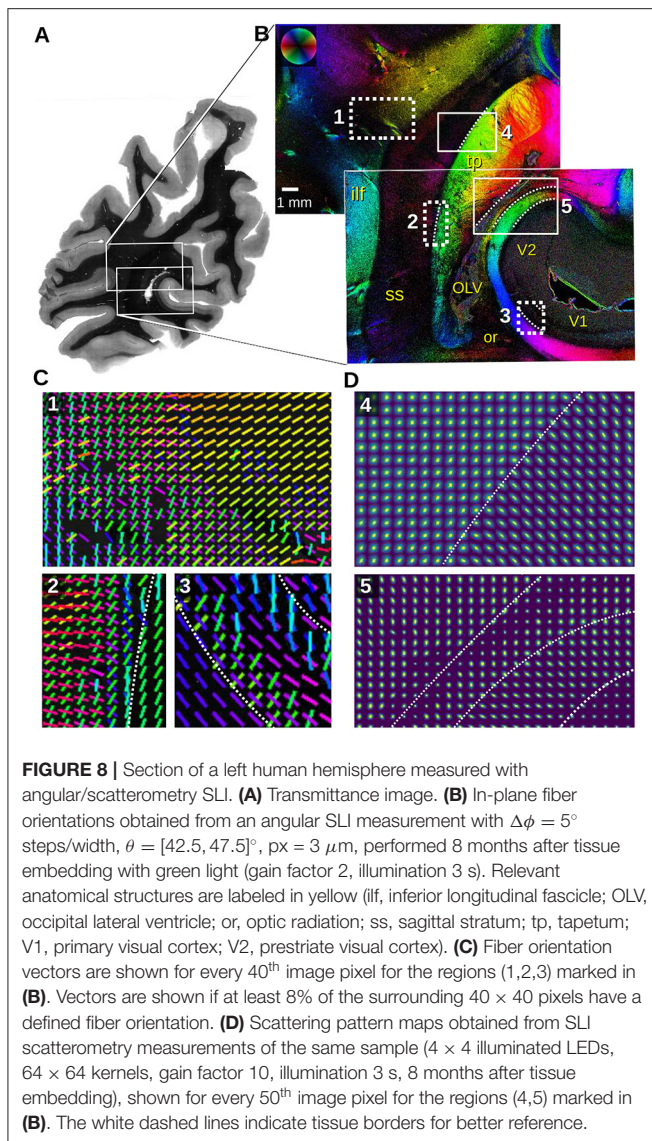 A
B
1
4
tp
1 mm
ilf
2
5
V2
OLV
ss
3
V1
or
C
D
1
4
2
3
5
FIGURE 8 | Section of a left human hemisphere measured with
angular/scatterometry SLI. (A) Transmittance image. (B) In-plane fiber
orientations obtained from an angular SLI measurement with Δϕ = 5°
steps/width, θ = [42.5, 47.5]°, px = 3 μm, performed 8 months after tissue
embedding with green light (gain factor 2, illumination 3 s). Relevant
anatomical structures are labeled in yellow (ilf, inferior longitudinal fascicle; OLV,
occipital lateral ventricle; or, optic radiation; ss, sagittal stratum; tp, tapetum;
V1, primary visual cortex; V2, prestriate visual cortex). (C) Fiber orientation
vectors are shown for every 40th image pixel for the regions (1,2,3) marked in
(B). Vectors are shown if at least 8% of the surrounding 40 × 40 pixels have a
defined fiber orientation. (D) Scattering pattern maps obtained from SLI
scatterometry measurements of the same sample (4 × 4 illuminated LEDs,
64 × 64 kernels, gain factor 10, illumination 3 s, 8 months after tissue
embedding), shown for every 50th image pixel for the regions (4,5) marked in
(B). The white dashed lines indicate tissue borders for better reference.